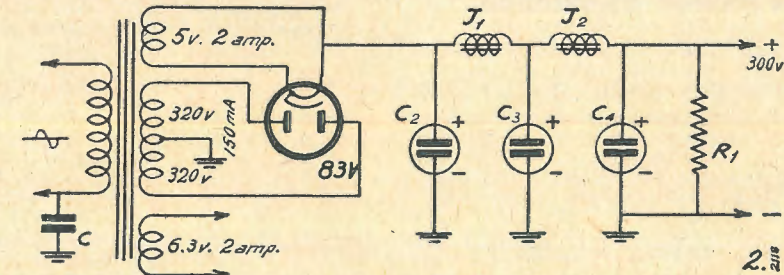 5v. 2 amp.
J1
J2
+
300v
320v
150mA
320v
83V
C2
+
-
C3
+
-
C4
+
-
R1
C
6.3v. 2amp.
-
2.